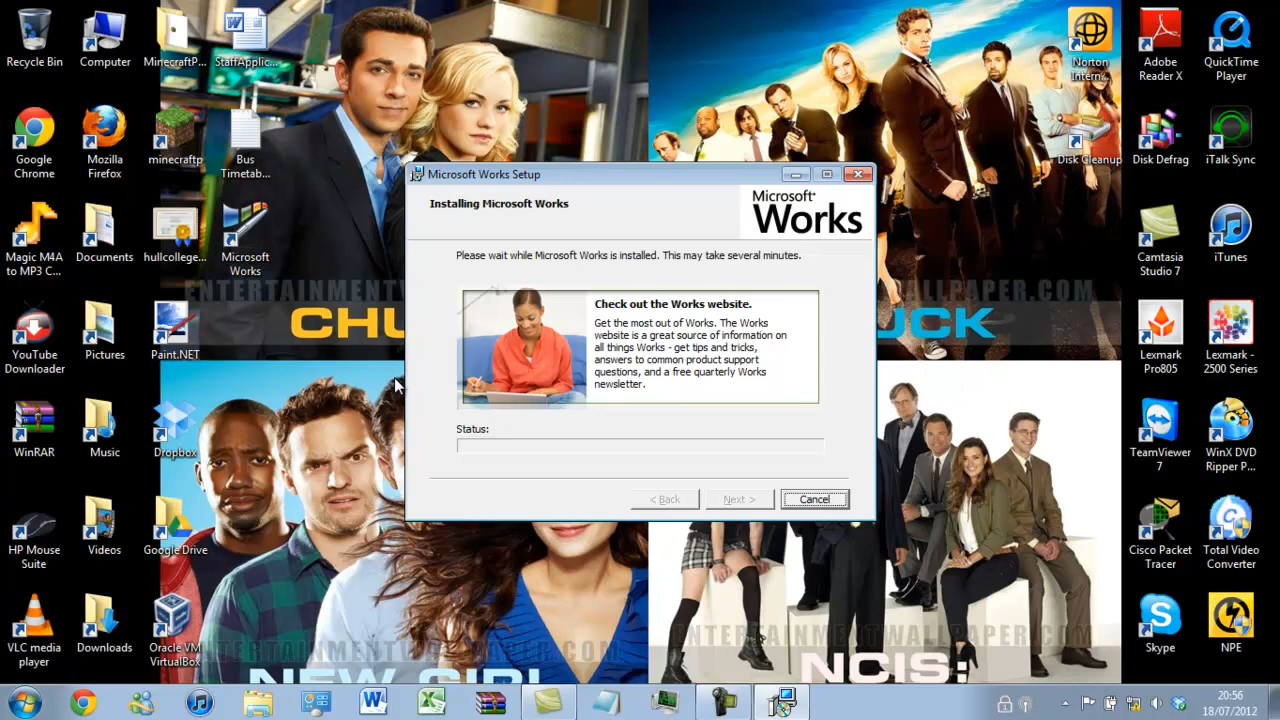 Recycle Bin
Computer
MinecraftP...
StaffApplic...
Norton
Intern...
Adobe
Reader X
QuickTime
Player
Google
Chrome
Mozilla
Firefox
minecraftp
Bus
Timetab...
Disk Cleanup
Disk Defrag
iTalk Sync
Magic M4A
to MP3 C...
Documents
hullcollege...
Microsoft
Works
Camtasia
Studio 7
iTunes
YouTube
Downloader
Pictures
Paint.NET
Lexmark
Pro805
Lexmark -
2500 Series
WinRAR
Music
Dropbox
TeamViewer
7
WinX DVD
Ripper P...
HP Mouse
Suite
Videos
Google Drive
Cisco Packet
Tracer
Total Video
Converter
VLC media
player
Downloads
Oracle VM
VirtualBox
Skype
NPE
Microsoft Works Setup
Installing Microsoft Works
Microsoft®
Works
Please wait while Microsoft Works is installed. This may take several minutes.
Check out the Works website.
Get the most out of Works. The Works
website is a great source of information on
all things Works - get tips and tricks,
answers to common product support
questions, and a free quarterly Works
newsletter.
Status:
< Back
Next >
Cancel
ENTERTAINMENTWALLPAPER.COM
NCIS:
20:56
18/07/2012